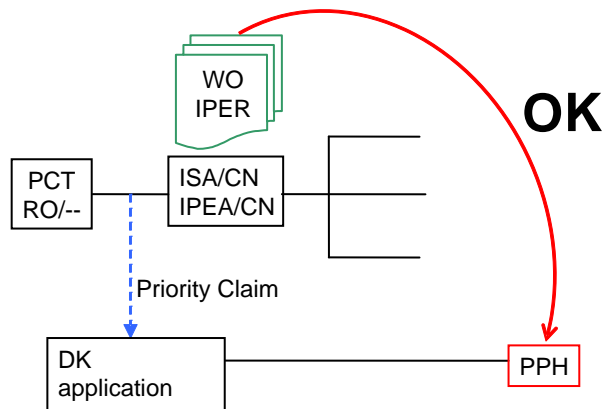 WO
IPER
OK
PCT
RO/--
ISA/CN
IPEA/CN
Priority Claim
DK
application
PPH